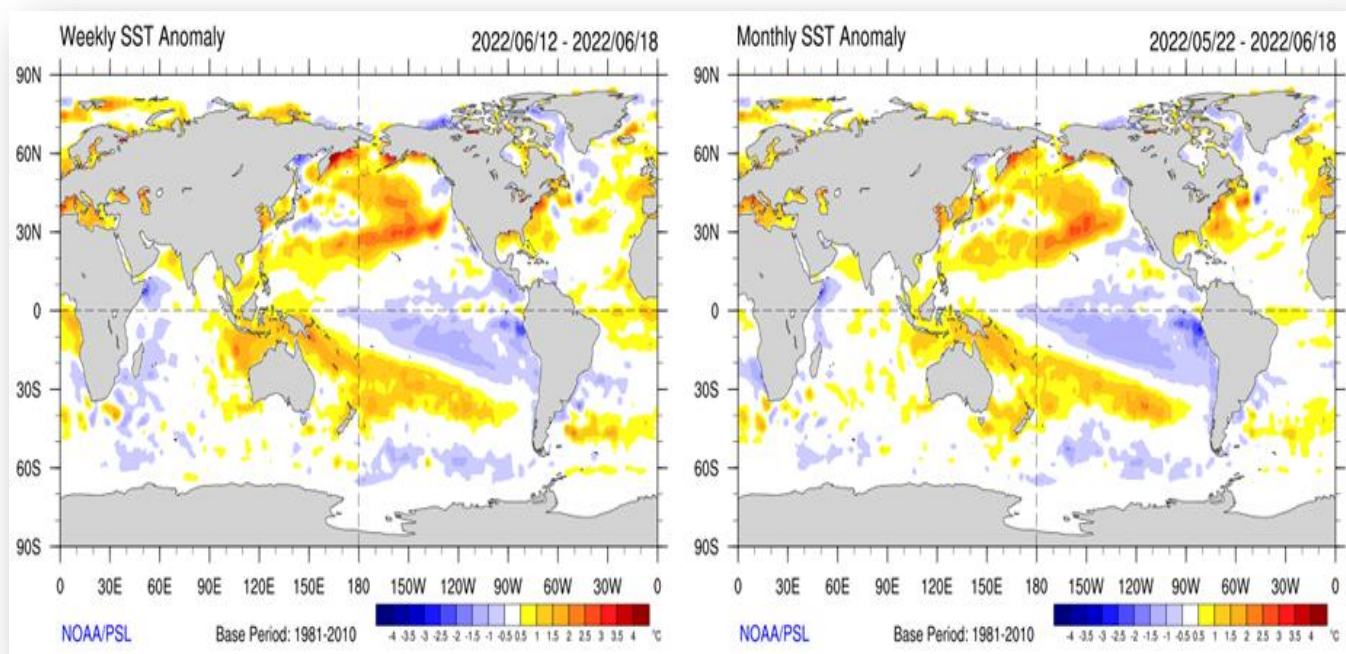 Weekly SST Anomaly 2022/06/12 - 2022/06/18
90N
60N
30N
0
30S
60S
90S
0 30E 60E 90E 120E 150E 180 150W 120W 90W 60W 30W 0
NOAA/PSL Base Period: 1981-2010
-4 -3.5 -3 -2.5 -2 -1.5 -1 -0.5 0.5 1 1.5 2 2.5 3 3.5 4 °C
Monthly SST Anomaly 2022/05/22 - 2022/06/18
0 30E 60E 90E 120E 150E 180 150W 120W 90W 60W 30W 0
NOAA/PSL Base Period: 1981-2010
-4 -3.5 -3 -2.5 -2 -1.5 -1 -0.5 0.5 1 1.5 2 2.5 3 3.5 4 °C
90N
60N
30N
0
30S
60S
90S